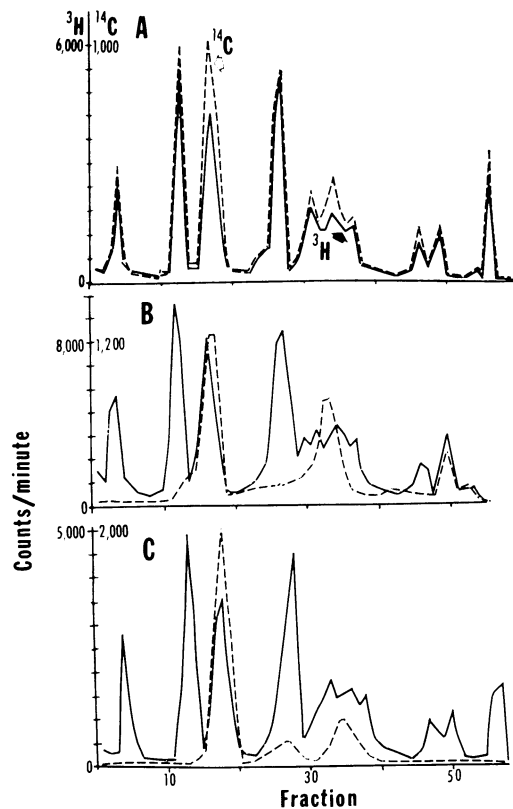 ³H ¹⁴C A
6,000 1,000
¹⁴C
³H
0
B
8,000 1,200
0
Counts/minute
5,000 2,000
C
0
10 30 50
Fraction